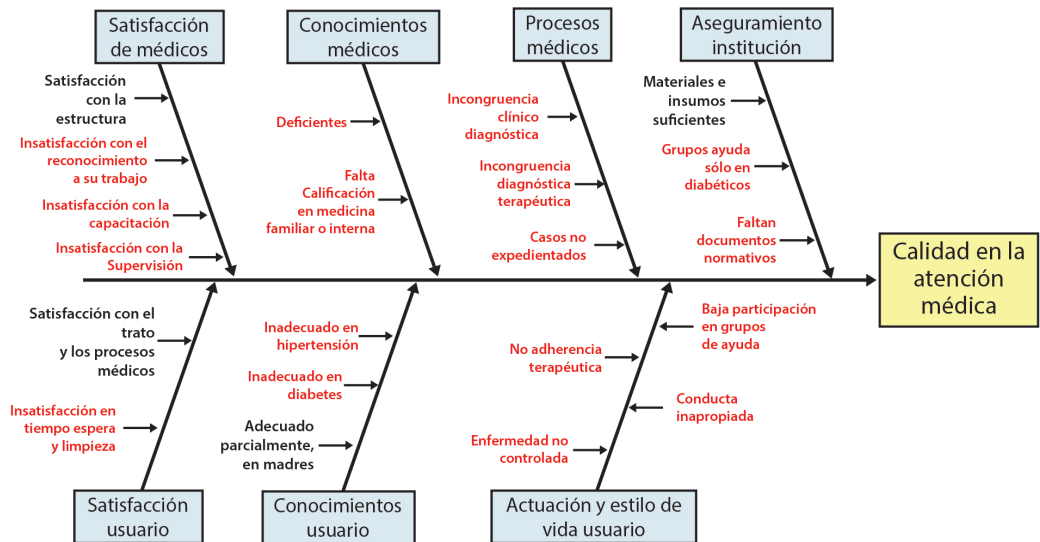 Satisfacción
de médicos
Conocimientos
médicos
Procesos
médicos
Aseguramiento
institución
Satisfacción
con la
estructura
Insatisfacción con el
reconocimiento
a su trabajo
Insatisfacción con la
capacitación
Insatisfacción con la
Supervisión
Deficientes
Falta
Calificación
en medicina
familiar o interna
Incongruencia
clínico
diagnóstica
Incongruencia
diagnóstica
terapéutica
Casos no
expedientados
Materiales e
insumos
suficientes
Grupos ayuda
sólo en
diabéticos
Faltan
documentos
normativos
Calidad en la
atención
médica
Satisfacción con el
trato
y los procesos
médicos
Insatisfacción en
tiempo espera
y limpieza
Inadecuado en
hipertensión
Inadecuado en
diabetes
Adecuado
parcialmente,
en madres
Baja participación
en grupos
de ayuda
No adherencia
terapéutica
Conducta
inapropiada
Enfermedad no
controlada
Satisfacción
usuario
Conocimientos
usuario
Actuación y estilo de
vida usuario